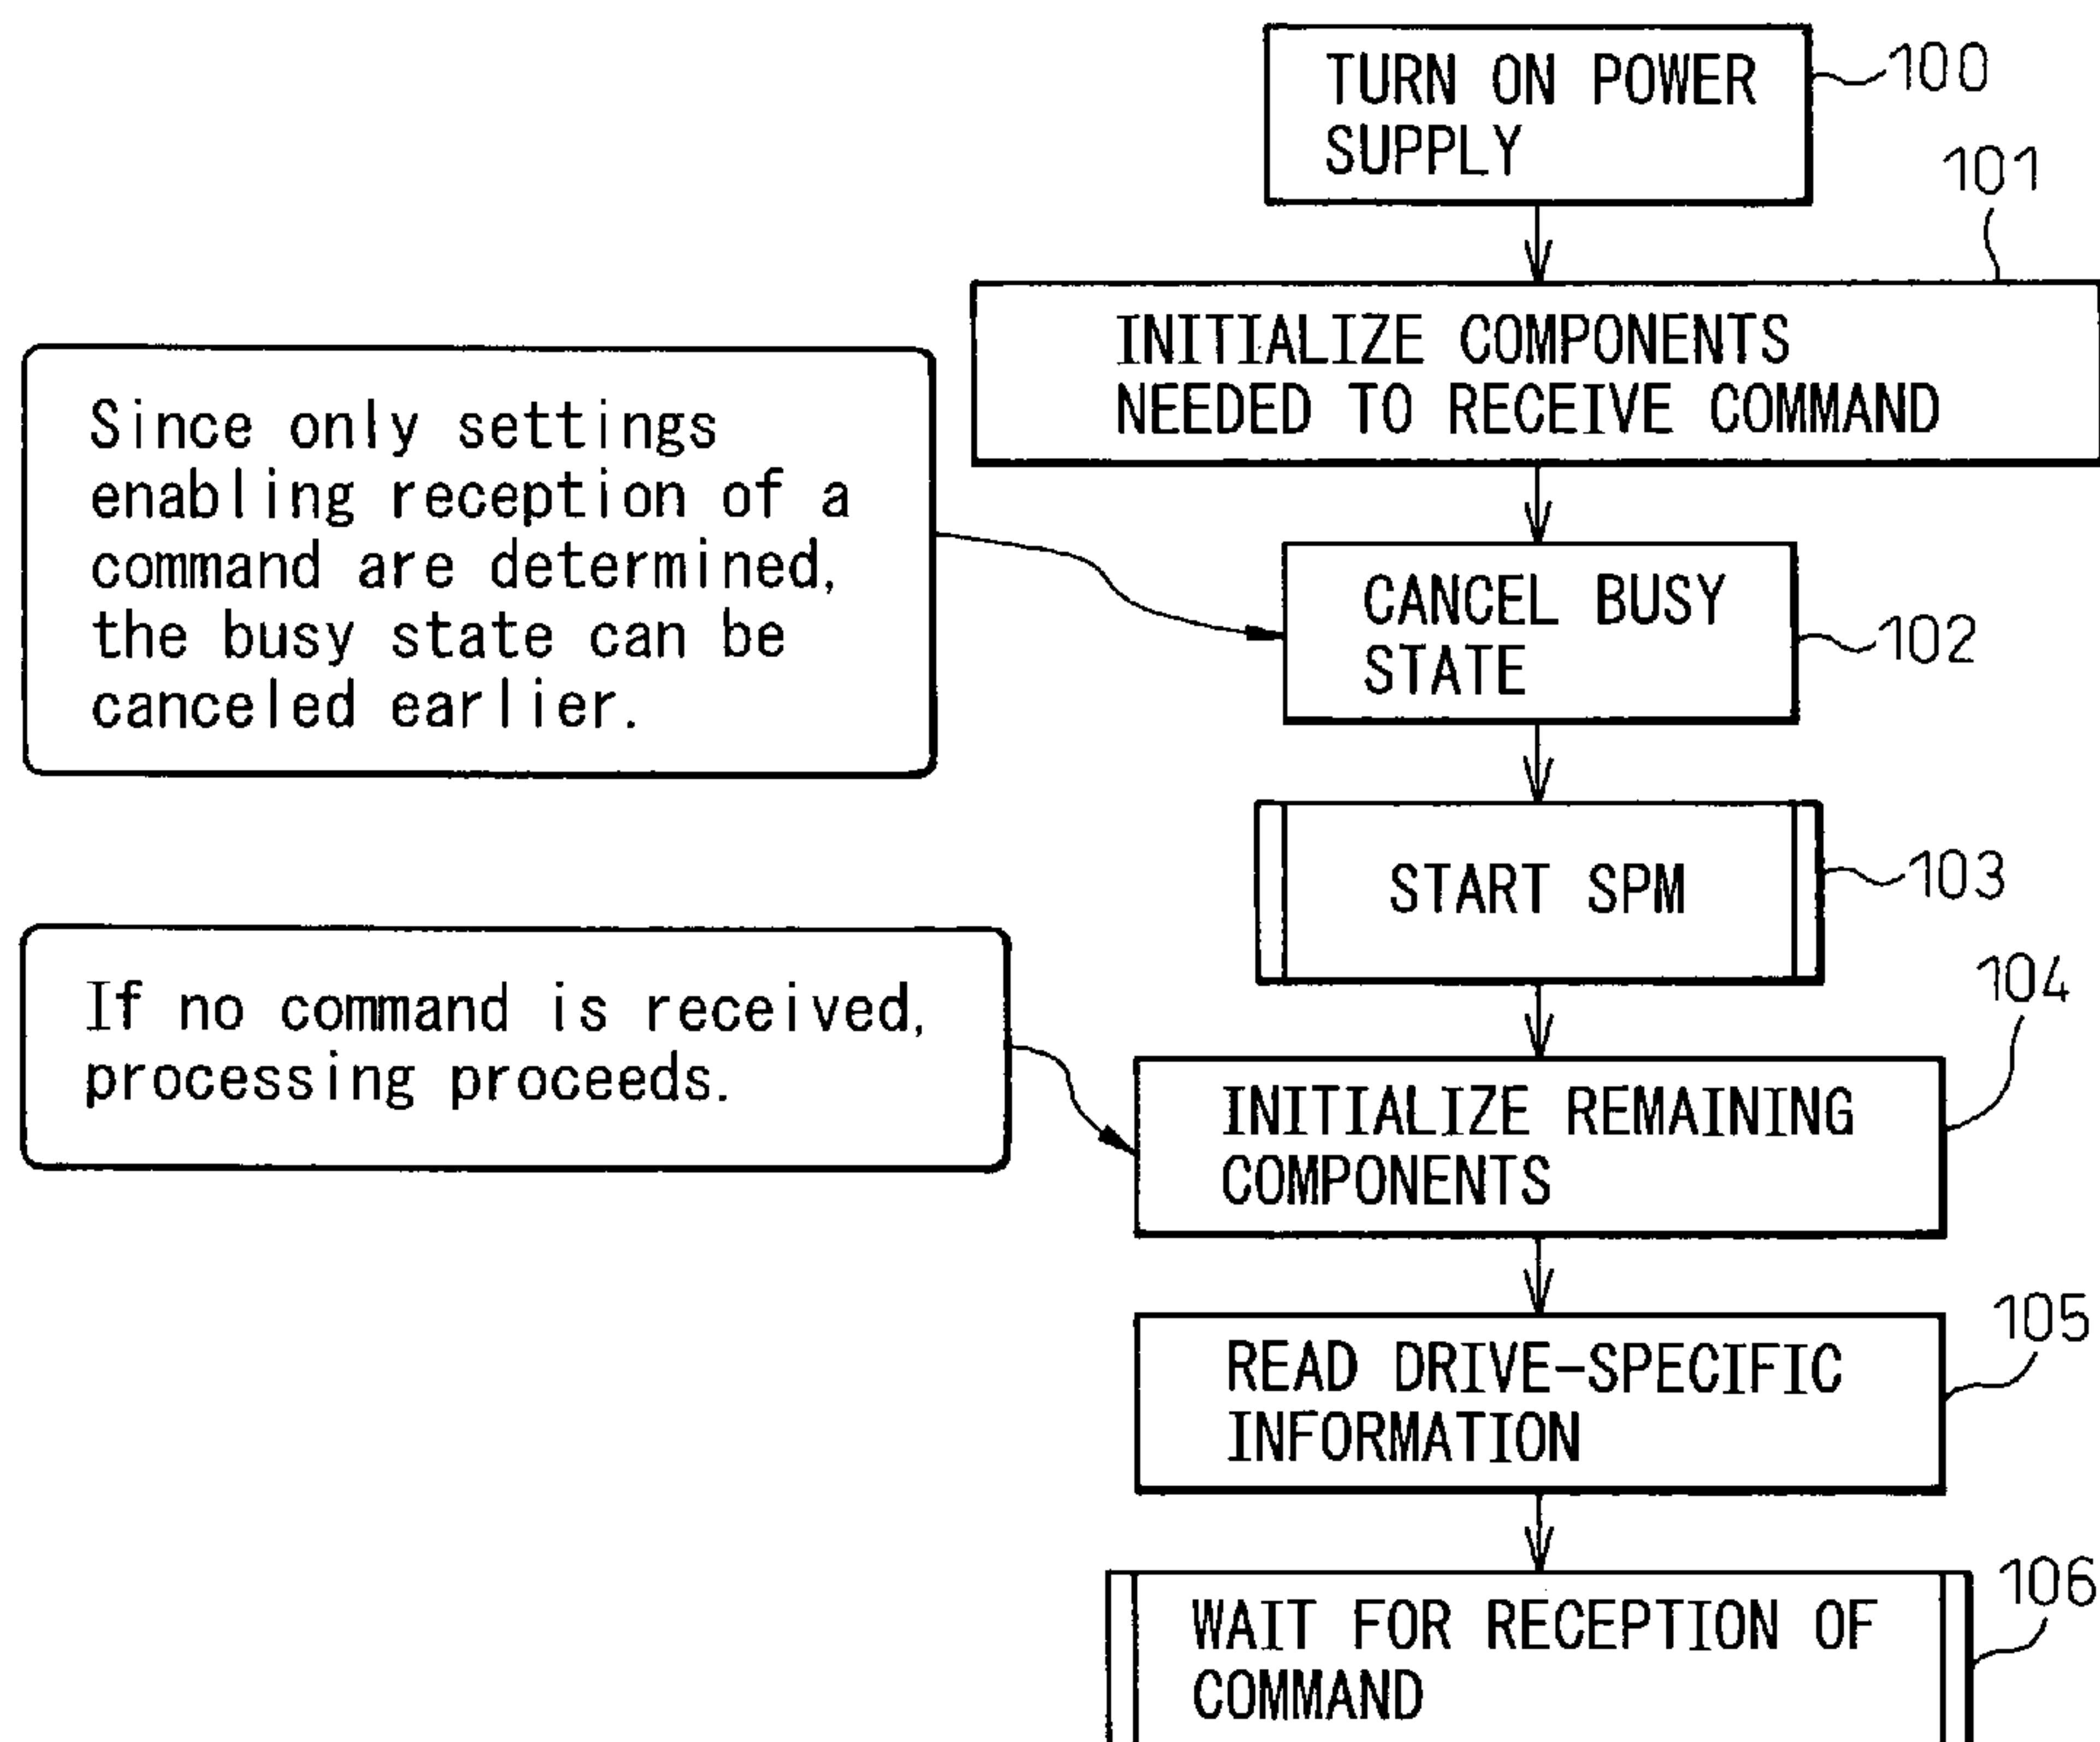 TURN ON POWER
SUPPLY
100
101
INITIALIZE COMPONENTS
NEEDED TO RECEIVE COMMAND
Since only settings
enabling reception of a
command are determined,
the busy state can be
canceled earlier.
CANCEL BUSY
STATE
102
START SPM
103
If no command is received,
processing proceeds.
104
INITIALIZE REMAINING
COMPONENTS
105
READ DRIVE-SPECIFIC
INFORMATION
106
WAIT FOR RECEPTION OF
COMMAND